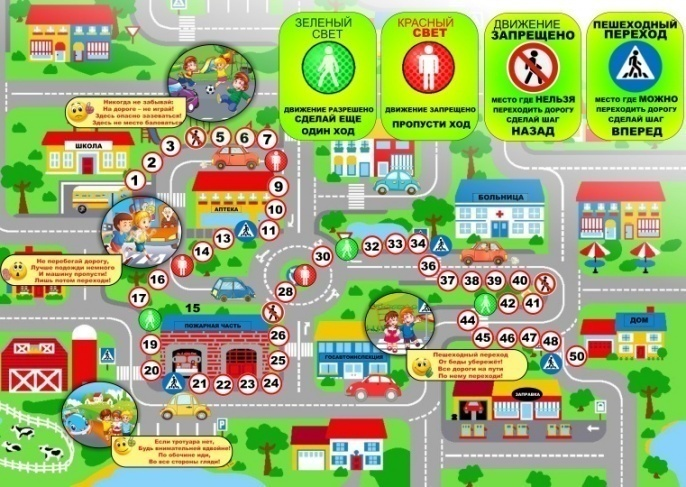 ЗЕЛЕНЫЙ
СВЕТ
ДВИЖЕНИЕ РАЗРЕШЕНО
СДЕЛАЙ ЕЩЕ
ОДИН ХОД
КРАСНЫЙ
СВЕТ
ДВИЖЕНИЕ ЗАПРЕЩЕНО
ПРОПУСТИ ХОД
ДВИЖЕНИЕ
ЗАПРЕЩЕНО
МЕСТО ГДЕ НЕЛЬЗЯ
ПЕРЕХОДИТЬ ДОРОГУ
СДЕЛАЙ ШАГ
НАЗАД
ПЕШЕХОДНЫЙ
ПЕРЕХОД
МЕСТО ГДЕ МОЖНО
ПЕРЕХОДИТЬ ДОРОГУ
СДЕЛАЙ ШАГ
ВПЕРЕД
Никогда не забывай:
На дороге – не играй!
Здесь опасно зазеваться!
Здесь не место баловаться!
ШКОЛА
1
2
3
5
6
7
9
10
11
АПТЕКА
13
14
16
17
15
Не перебегай дорогу,
Лучше подожди немного
И машину пропусти!
Лишь потом переходи!
ПОЖАРНАЯ ЧАСТЬ
19
20
21
22
23
24
25
26
28
30
32
33
34
36
БОЛЬНИЦА
37
38
39
40
41
42
44
45
46
47
48
50
ДОМ
ГОСАВТОИНСПЕКЦИЯ
Пешеходный переход
От беды убережёт!
Все дороги на пути
По нему переходи!
ЗАПРАВКА
Если тротуара нет,
Будь внимательней вдвойне!
По обочине иди,
Во все стороны гляди!